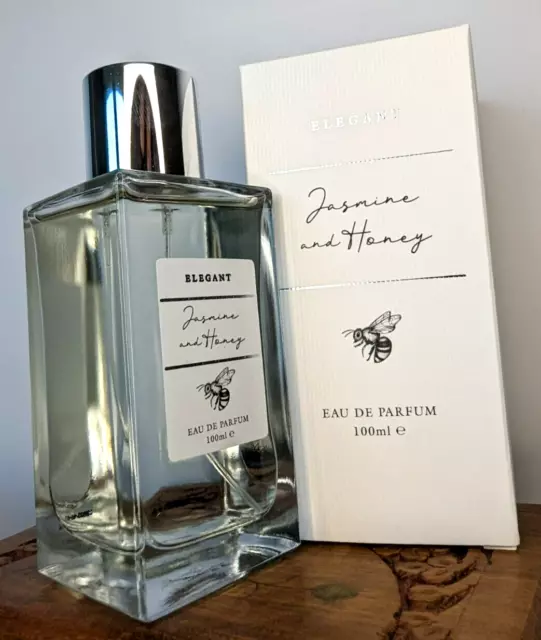 ELEGANT
Jasmine
and Honey
EAU DE PARFUM
100ml ℮
ELEGANT
Jasmine
and Honey
EAU DE PARFUM
100ml ℮